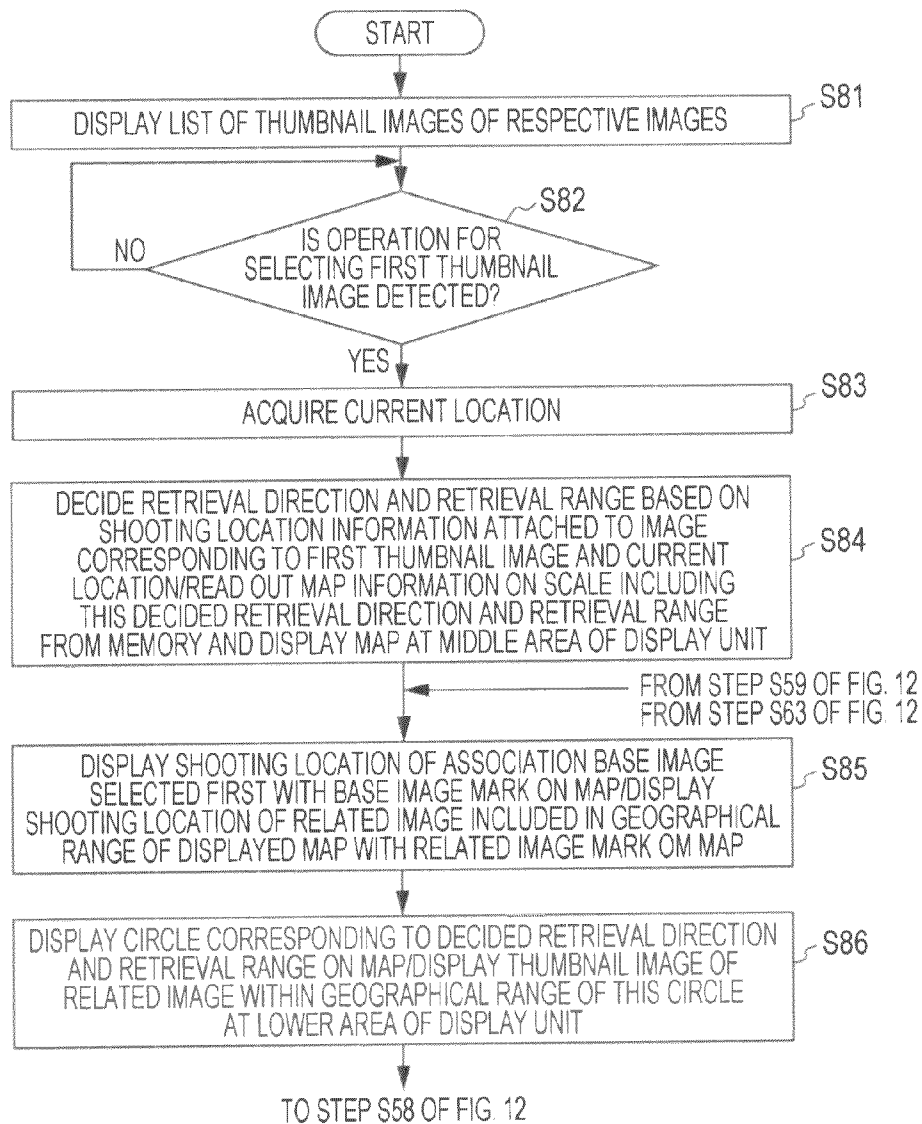 START
S81
DISPLAY LIST OF THUMBNAIL IMAGES OF RESPECTIVE IMAGES
S82
NO
IS OPERATION FOR
SELECTING FIRST THUMBNAIL
IMAGE DETECTED?
YES
S83
ACQUIRE CURRENT LOCATION
DECIDE RETRIEVAL DIRECTION AND RETRIEVAL RANGE BASED ON
SHOOTING LOCATION INFORMATION ATTACHED TO IMAGE
CORRESPONDING TO FIRST THUMBNAIL IMAGE AND CURRENT
LOCATION/READ OUT MAP INFORMATION ON SCALE INCLUDING
THIS DECIDED RETRIEVAL DIRECTION AND RETRIEVAL RANGE
FROM MEMORY AND DISPLAY MAP AT MIDDLE AREA OF DISPLAY UNIT
S84
FROM STEP S59 OF FIG. 12
FROM STEP S63 OF FIG. 12
DISPLAY SHOOTING LOCATION OF ASSOCIATION BASE IMAGE
SELECTED FIRST WITH BASE IMAGE MARK ON MAP/DISPLAY
SHOOTING LOCATION OF RELATED IMAGE INCLUDED IN GEOGRAPHICAL
RANGE OF DISPLAYED MAP WITH RELATED IMAGE MARK OM MAP
S85
DISPLAY CIRCLE CORRESPONDING TO DECIDED RETRIEVAL DIRECTION
AND RETRIEVAL RANGE ON MAP/DISPLAY THUMBNAIL IMAGE OF
RELATED IMAGE WITHIN GEOGRAPHICAL RANGE OF THIS CIRCLE
AT LOWER AREA OF DISPLAY UNIT
S86
TO STEP S58 OF FIG. 12